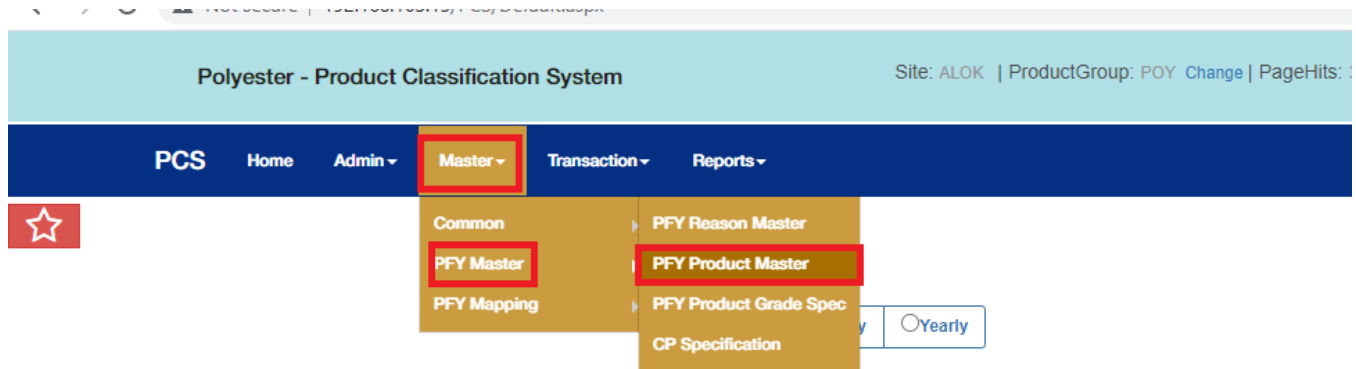 Not secure
Polyester - Product Classification System
Site: ALOK | ProductGroup: POY Change | PageHits:
PCS Home Admin Master Transaction Reports
Common PFY Reason Master
PFY Master PFY Product Master
PFY Mapping PFY Product Grade Spec
y Yearly
CP Specification